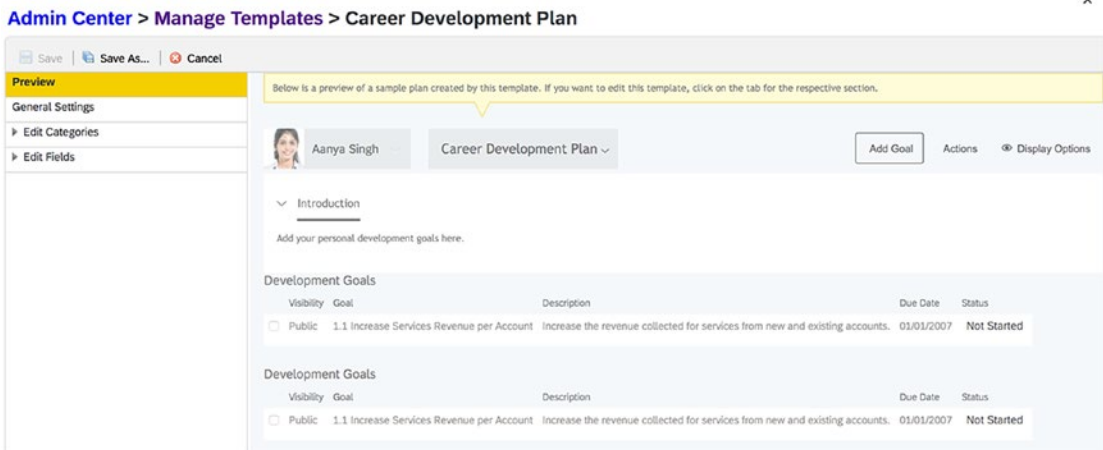 Admin Center > Manage Templates > Career Development Plan
Save Save As... Cancel
Preview
General Settings
Edit Categories
Edit Fields
Below is a preview of a sample plan created by this template. If you want to edit this template, click on the tab for the respective section.
Aanya Singh Career Development Plan Add Goal Actions Display Options
Introduction
Add your personal development goals here.
Development Goals
Visibility Goal Description Due Date Status
Public 1.1 Increase Services Revenue per Account Increase the revenue collected for services from new and existing accounts. 01/01/2007 Not Started
Development Goals
Visibility Goal Description Due Date Status
Public 1.1 Increase Services Revenue per Account Increase the revenue collected for services from new and existing accounts. 01/01/2007 Not Started